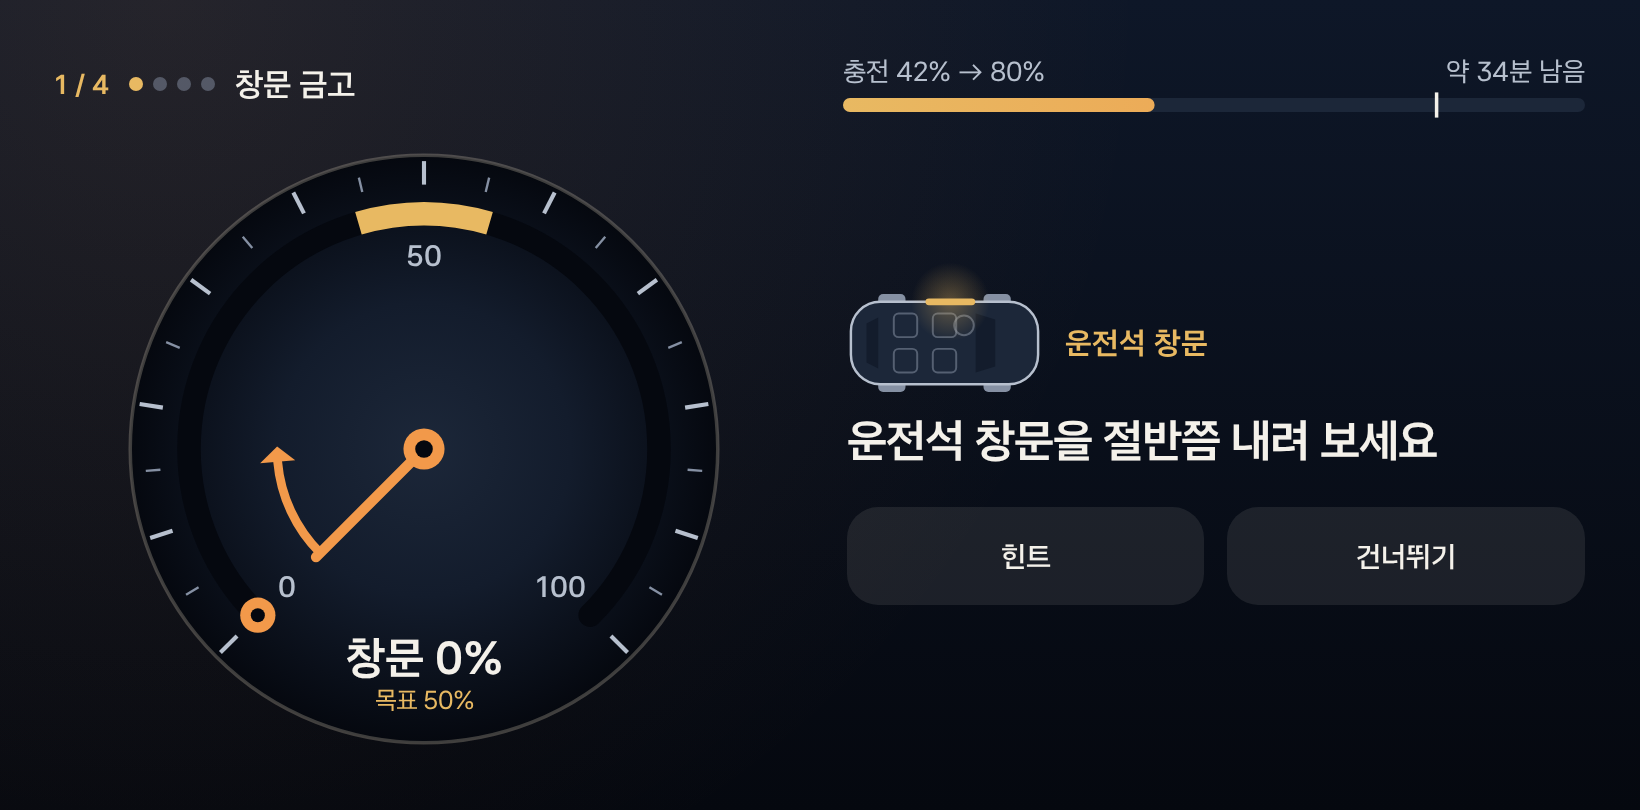 1 / 4 창문 금고
충전 42% → 80%
약 34분 남음
50
0
100
창문 0%
목표 50%
운전석 창문
운전석 창문을 절반쯤 내려 보세요
힌트
건너뛰기